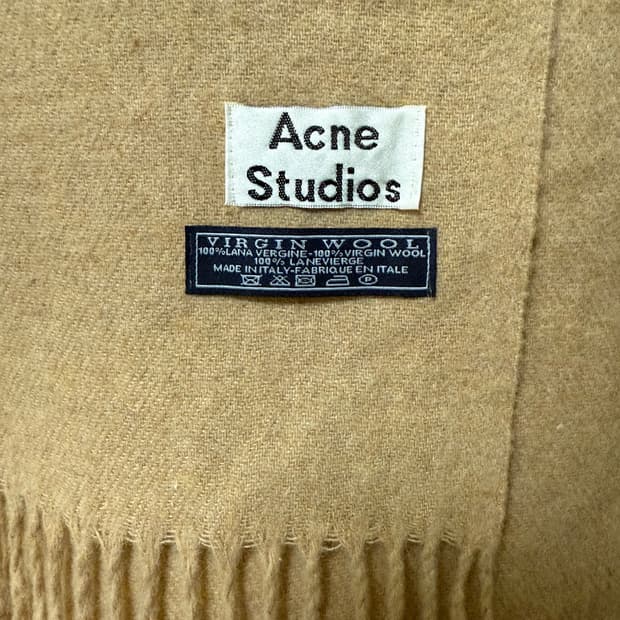 Acne
Studios
VIRGIN WOOL
100%LANA VERGINE-100%VIRGIN WOOL
100% LANEVIERGE
MADE IN ITALY-FABRIQUE EN ITALE
P